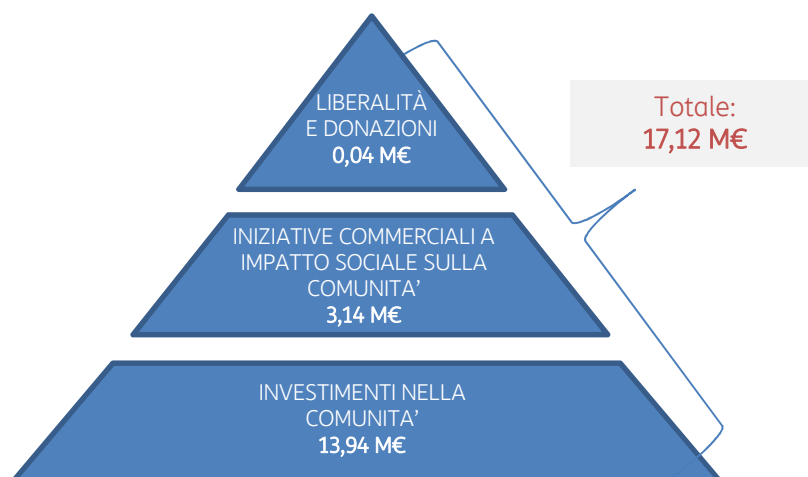 LIBERALITÀ
E DONAZIONI
0,04 M€
Totale:
17,12 M€
INIZIATIVE COMMERCIALI A
IMPATTO SOCIALE SULLA
COMUNITA’
3,14 M€
INVESTIMENTI NELLA
COMUNITA’
13,94 M€